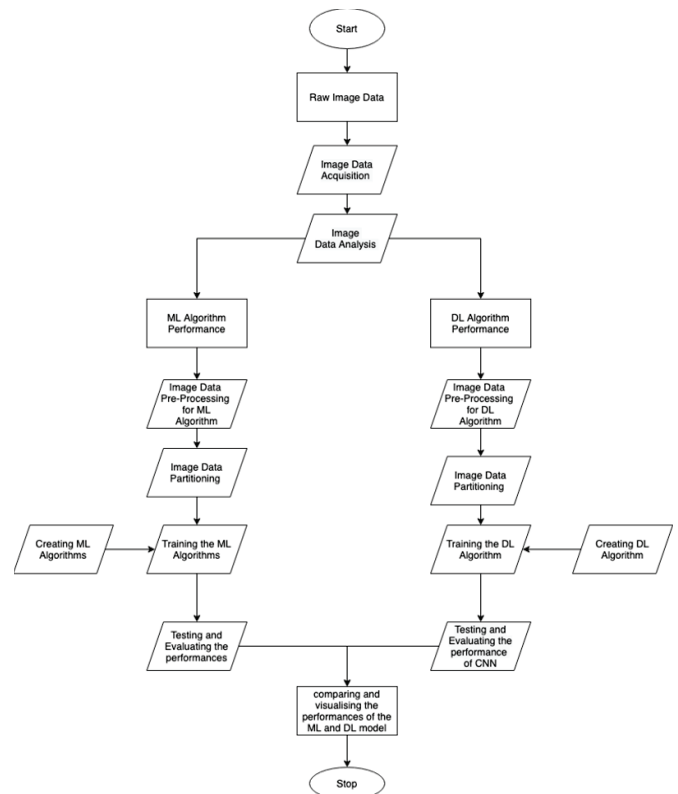 Start
Raw Image Data
Image Data
Acquisition
Image
Data Analysis
ML Algorithm
Performance
DL Algorithm
Performance
Image Data
Pre-Processing
for ML
Algorithm
Image Data
Pre-Processing
for DL
Algorithm
Image Data
Partitioning
Image Data
Partitioning
Creating ML
Algorithms
Training the ML
Algorithms
Training the DL
Algorithm
Creating DL
Algorithm
Testing and
Evaluating the
performances
Testing and
Evaluating the
performance
of CNN
comparing and
visualising the
performances of the
ML and DL model
Stop